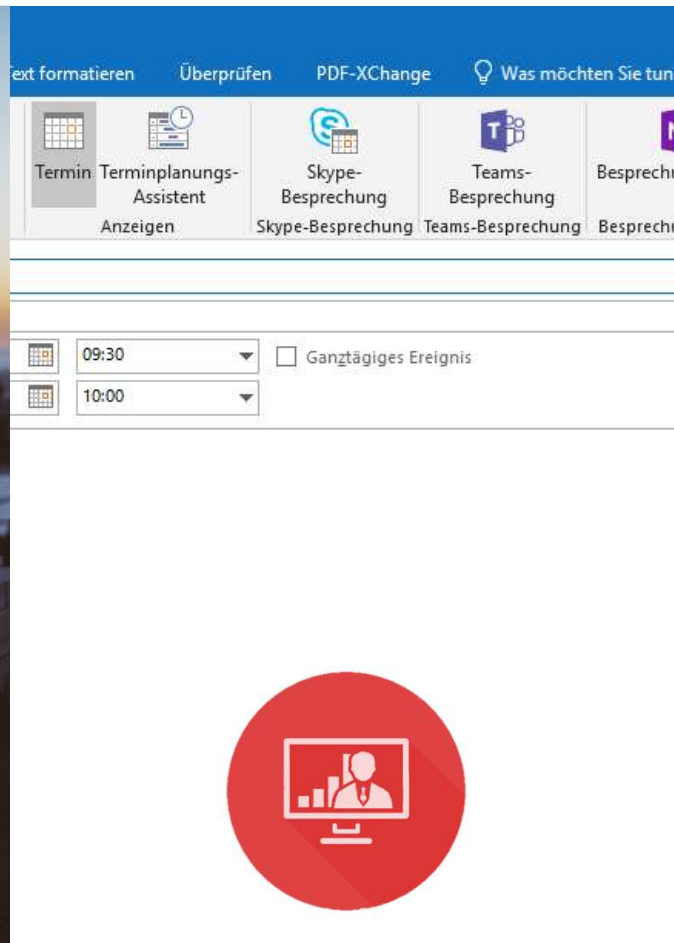 Text formatieren Überprüfen PDF-XChange Was möchten Sie tun
Termin Terminplanungs-
Assistent
Skype-
Besprechung
Teams-
Besprechung
Anzeigen Skype-Besprechung Teams-Besprechung
09:30 Ganztägiges Ereignis
10:00